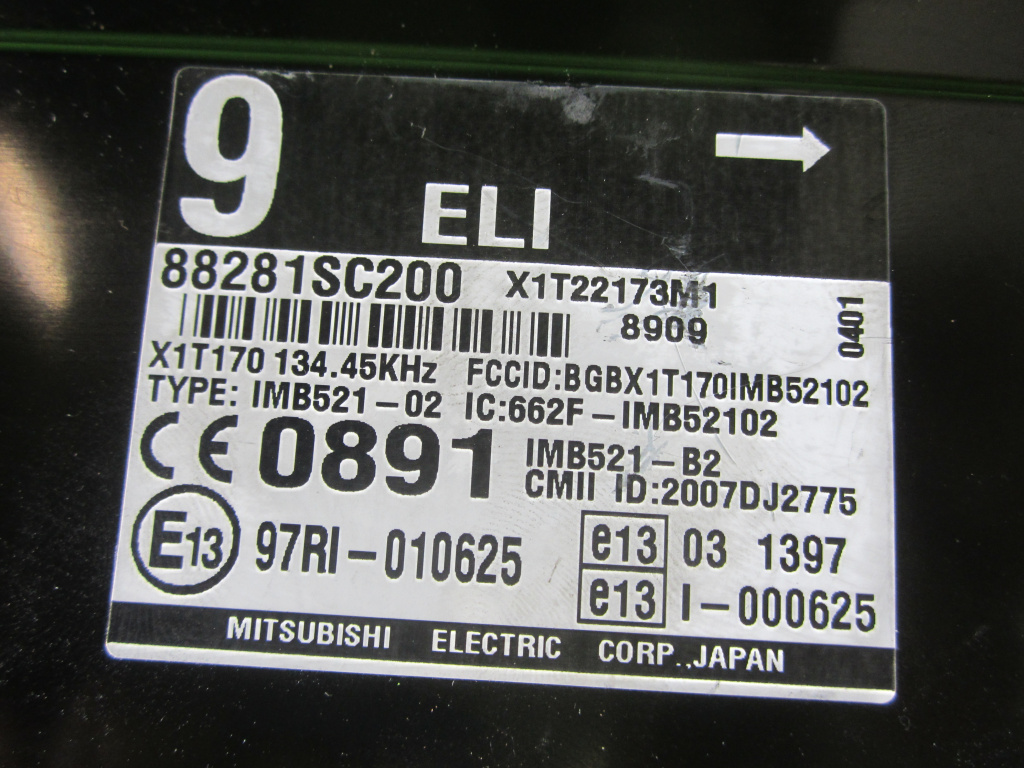 9
ELI
88281SC200 X1T22173M1
8909
0401
X1T170 134.45KHz FCCID:BGBX1T170IMB52102
TYPE: IMB521-02 IC:662F-IMB52102
CE 0891 IMB521-B2
CMII ID:2007DJ2775
E13 97RI-010625
e13 03 1397
e13 I-000625
MITSUBISHI ELECTRIC CORP.,JAPAN